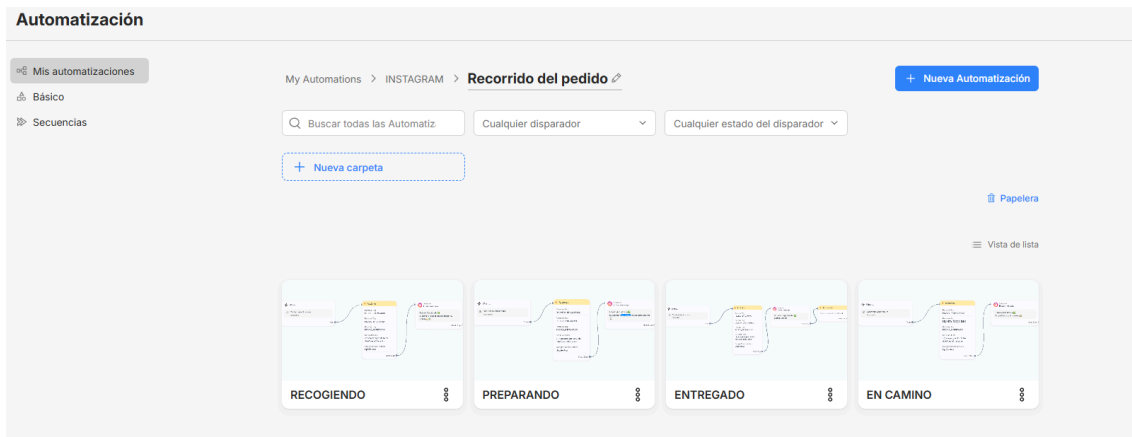 Automatización
Mis automatizaciones
Básico
Secuencias
My Automations > INSTAGRAM > Recorrido del pedido
+ Nueva Automatización
Buscar todas las Automatiz
Cualquier disparador
Cualquier estado del disparador
+ Nueva carpeta
Papelera
Vista de lista
RECOGIENDO
PREPARANDO
ENTREGADO
EN CAMINO